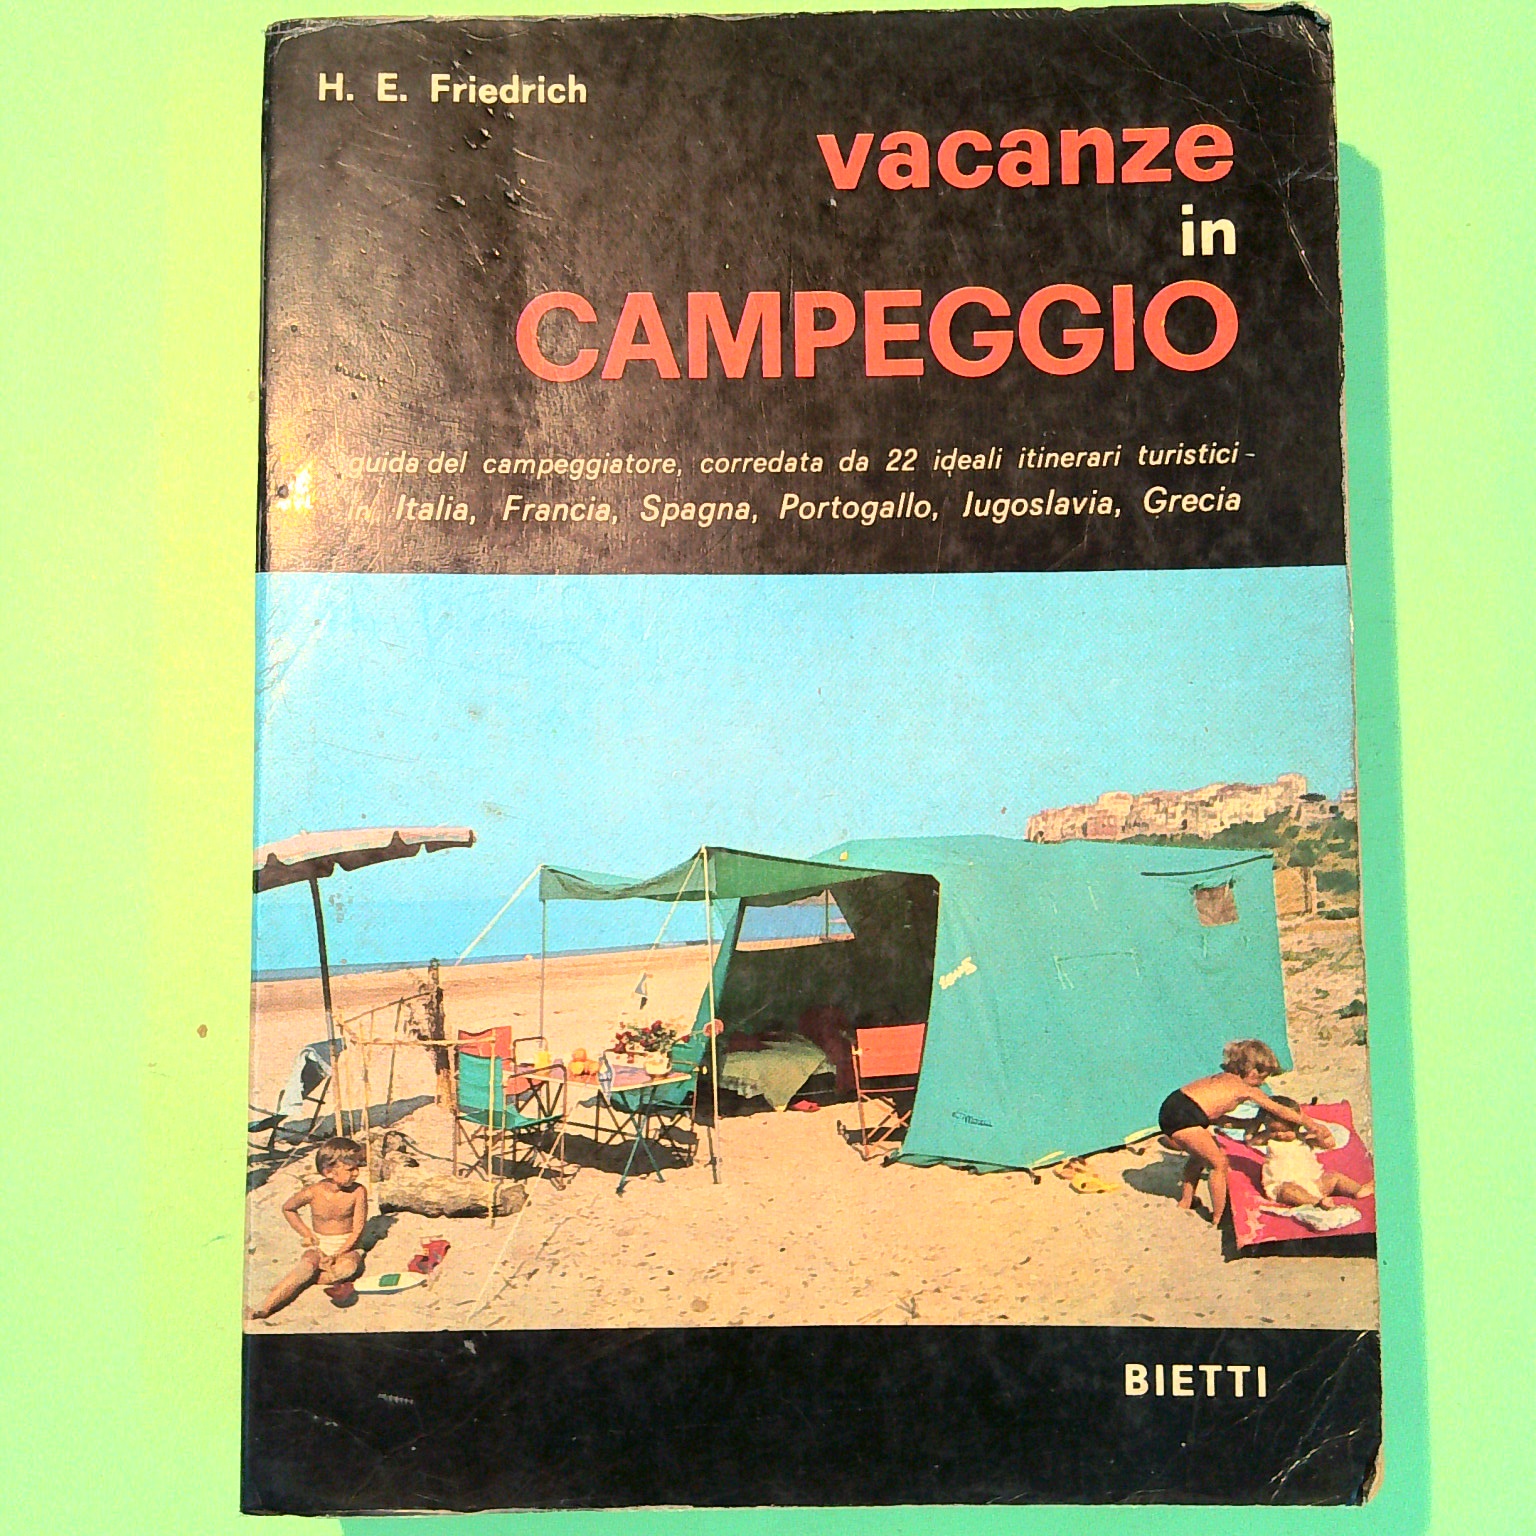 H. E. Friedrich
vacanze
in
CAMPEGGIO
guida del campeggiatore, corredata da 22 ideali itinerari turistici -
in Italia, Francia, Spagna, Portogallo, Jugoslavia, Grecia
BIETTI